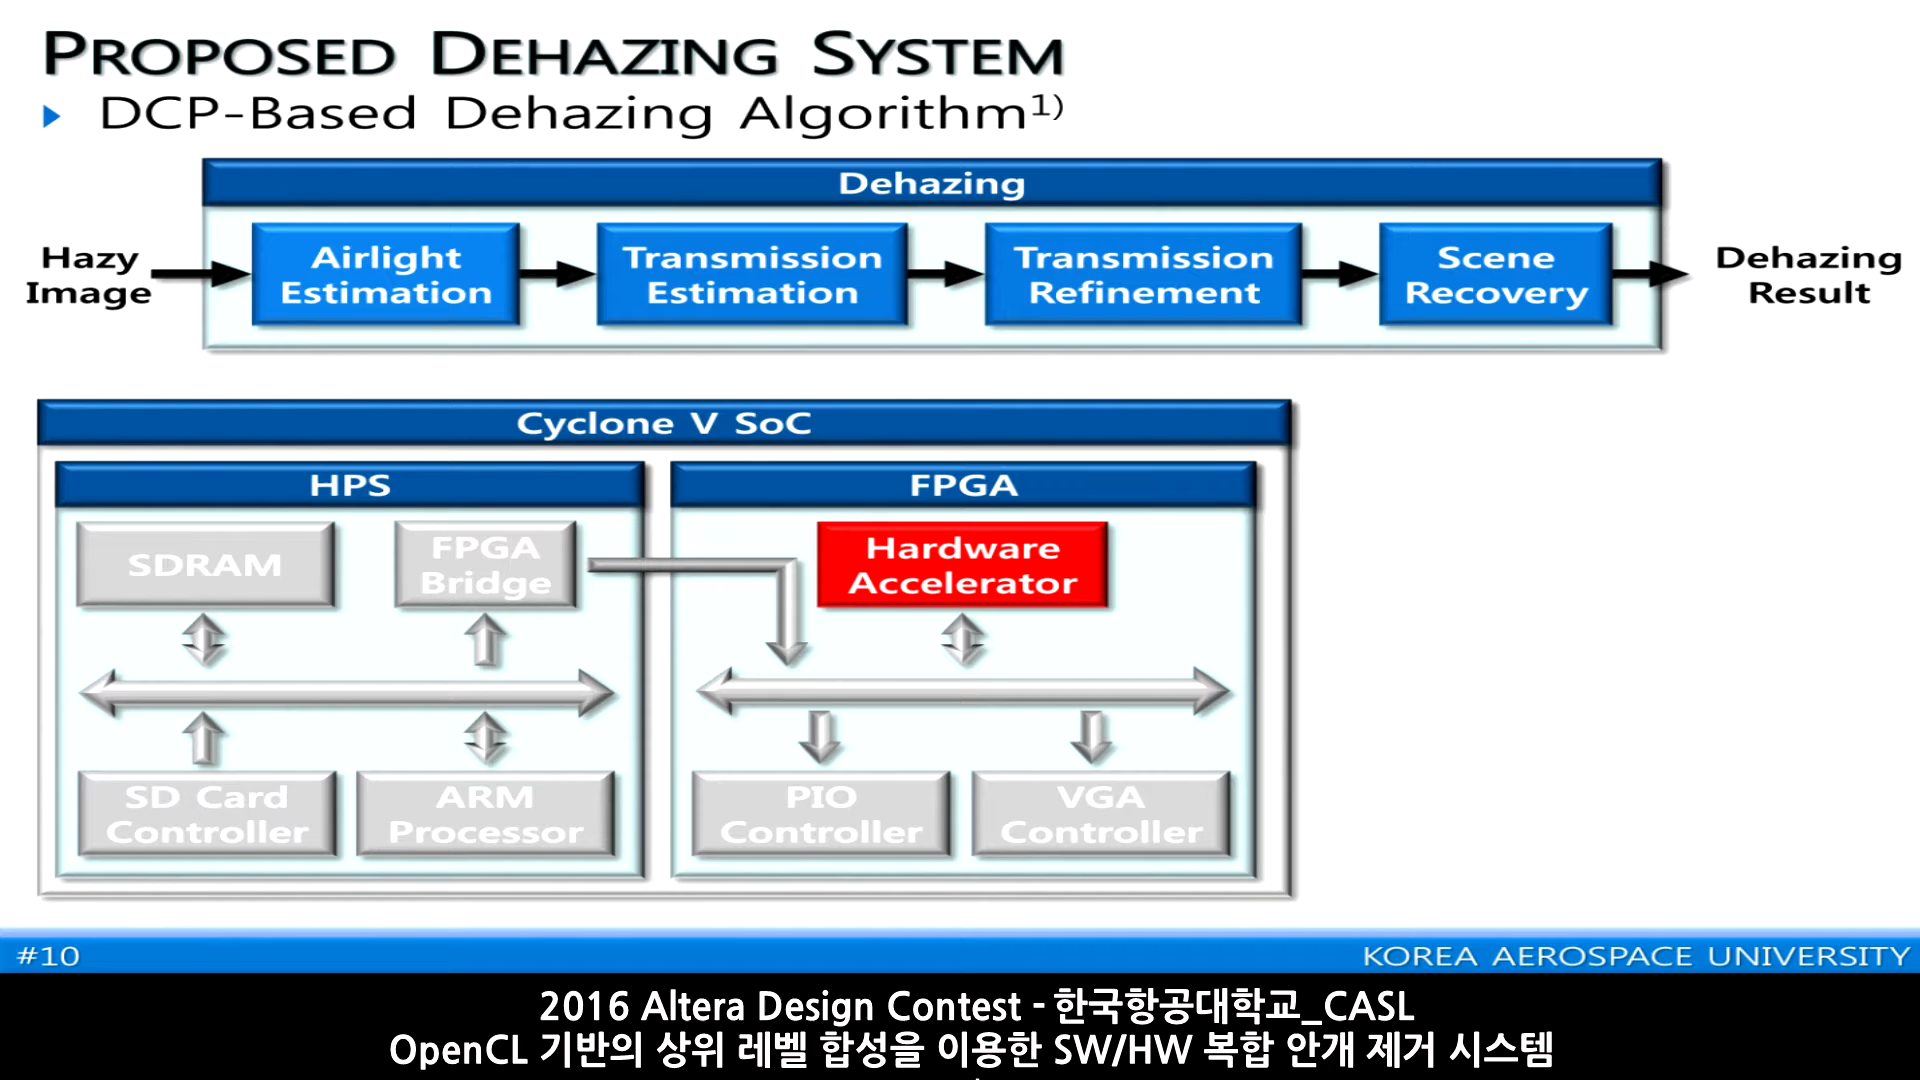 PROPOSED DEHAZING SYSTEM
DCP-Based Dehazing Algorithm1)
Dehazing
Hazy
Image
Airlight
Estimation
Transmission
Estimation
Transmission
Refinement
Scene
Recovery
Dehazing
Result
Cyclone V SoC
HPS
FPGA
SDRAM
FPGA
Bridge
Hardware
Accelerator
SD Card
Controller
ARM
Processor
PIO
Controller
VGA
Controller
#10
KOREA AEROSPACE UNIVERSITY
2016 Altera Design Contest - 한국항공대학교_CASL
OpenCL 기반의 상위 레벨 합성을 이용한 SW/HW 복합 안개 제거 시스템